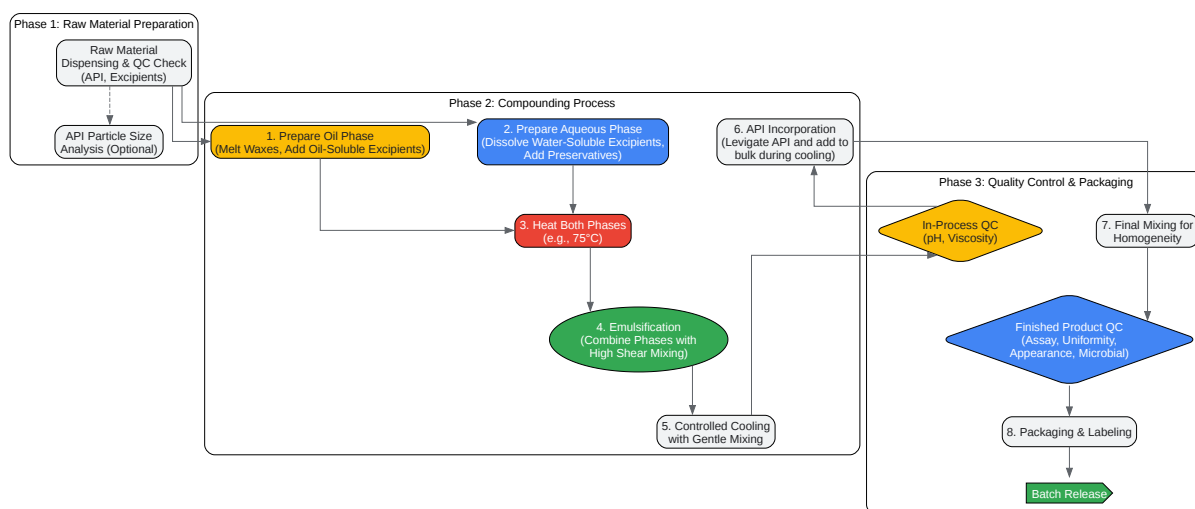 Phase 1: Raw Material Preparation
Raw Material
Dispensing & QC Check
(API, Excipients)
API Particle Size
Analysis (Optional)
Phase 2: Compounding Process
1. Prepare Oil Phase
(Melt Waxes, Add Oil-Soluble Excipients)
2. Prepare Aqueous Phase
(Dissolve Water-Soluble Excipients,
Add Preservatives)
3. Heat Both Phases
(e.g., 75°C)
4. Emulsification
(Combine Phases with
High Shear Mixing)
5. Controlled Cooling
with Gentle Mixing
6. API Incorporation
(Levigate API and add to
bulk during cooling)
Phase 3: Quality Control & Packaging
In-Process QC
(pH, Viscosity)
7. Final Mixing for
Homogeneity
Finished Product QC
(Assay, Uniformity,
Appearance, Microbial)
8. Packaging & Labeling
Batch Release